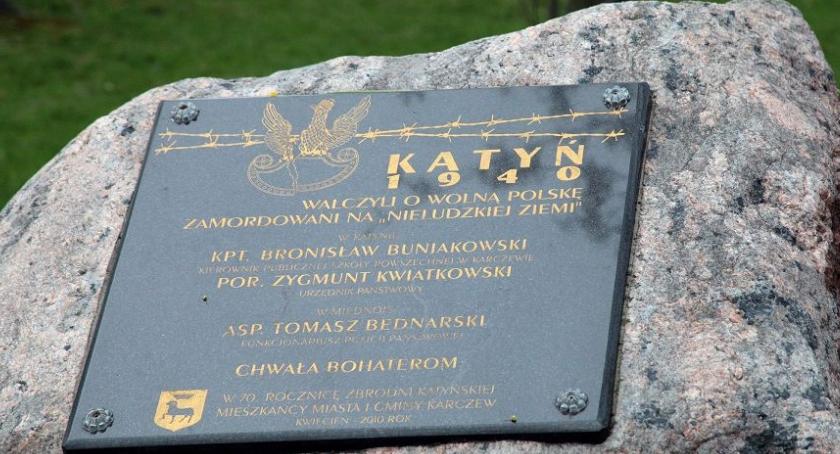 KATYŃ
1940
WALCZYLI O WOLNĄ POLSKĘ
ZAMORDOWANI NA „NIELUDZKIEJ ZIEMI"
W KATYNIU
KPT. BRONISŁAW BUNIAKOWSKI
KIEROWNIK PUBLICZNEJ SZKOŁY POWSZECHNEJ W KARCZEWIE
POR. ZYGMUNT KWIATKOWSKI
URZĘDNIK PAŃSTWOWY
W MIEDNOJE
ASP. TOMASZ BEDNARSKI
FUNKCJONARIUSZ POLICJI PAŃSTWOWEJ
CHWAŁA BOHATEROM
W 70. ROCZNICĘ ZBRODNI KATYŃSKIEJ
MIESZKAŃCY MIASTA I GMINY KARCZEW
KWIECIEŃ - 2010 ROK